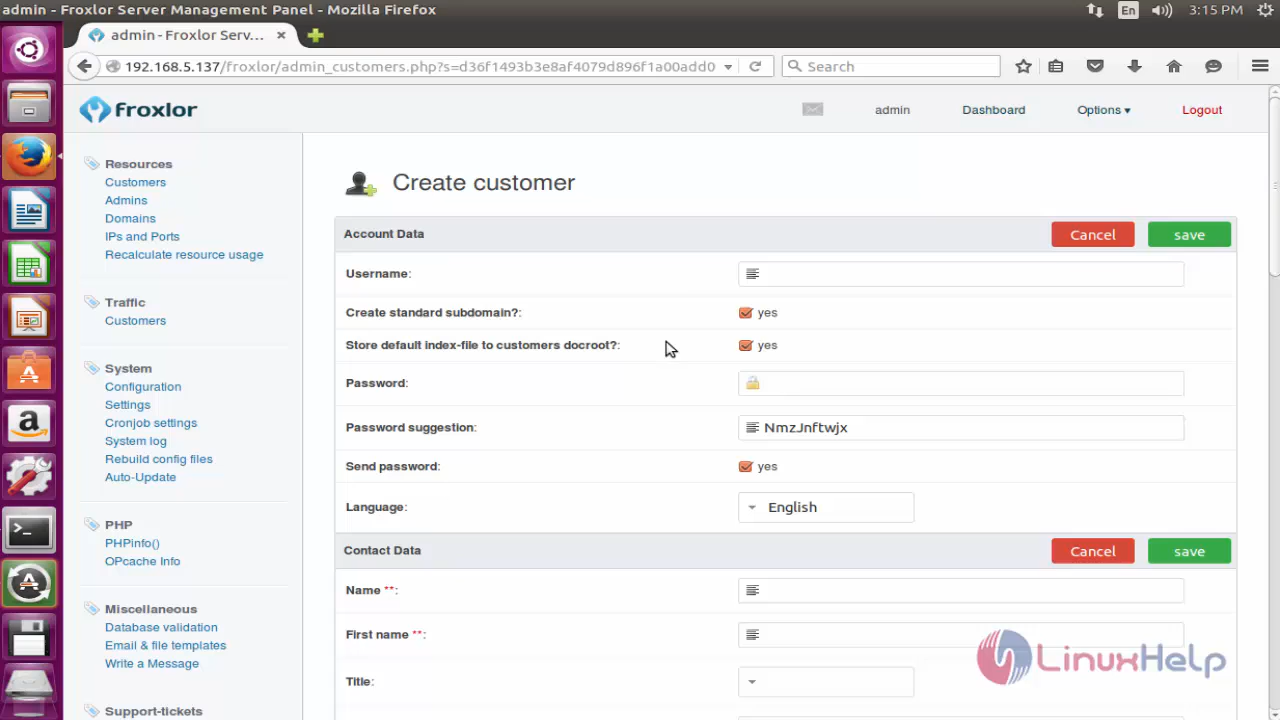 admin - Froxlor Server Management Panel - Mozilla Firefox
En
3:15 PM
admin - Froxlor Serv...
192.168.5.137/froxlor/admin_customers.php?s=d36f1493b3e8af4079d896f1a00add0
Search
froxlor
admin
Dashboard
Options
Logout
Resources
Customers
Admins
Domains
IPs and Ports
Recalculate resource usage
Traffic
Customers
System
Configuration
Settings
Cronjob settings
System log
Rebuild config files
Auto-Update
PHP
PHPinfo()
OPcache Info
Miscellaneous
Database validation
Email & file templates
Write a Message
Support-tickets
Create customer
Account Data
Cancel
save
Username:
Create standard subdomain?:
yes
Store default index-file to customers docroot?:
yes
Password:
Password suggestion:
NmzJnftwjx
Send password:
yes
Language:
English
Contact Data
Cancel
save
Name **:
First name **:
Title:
LinuxHelp